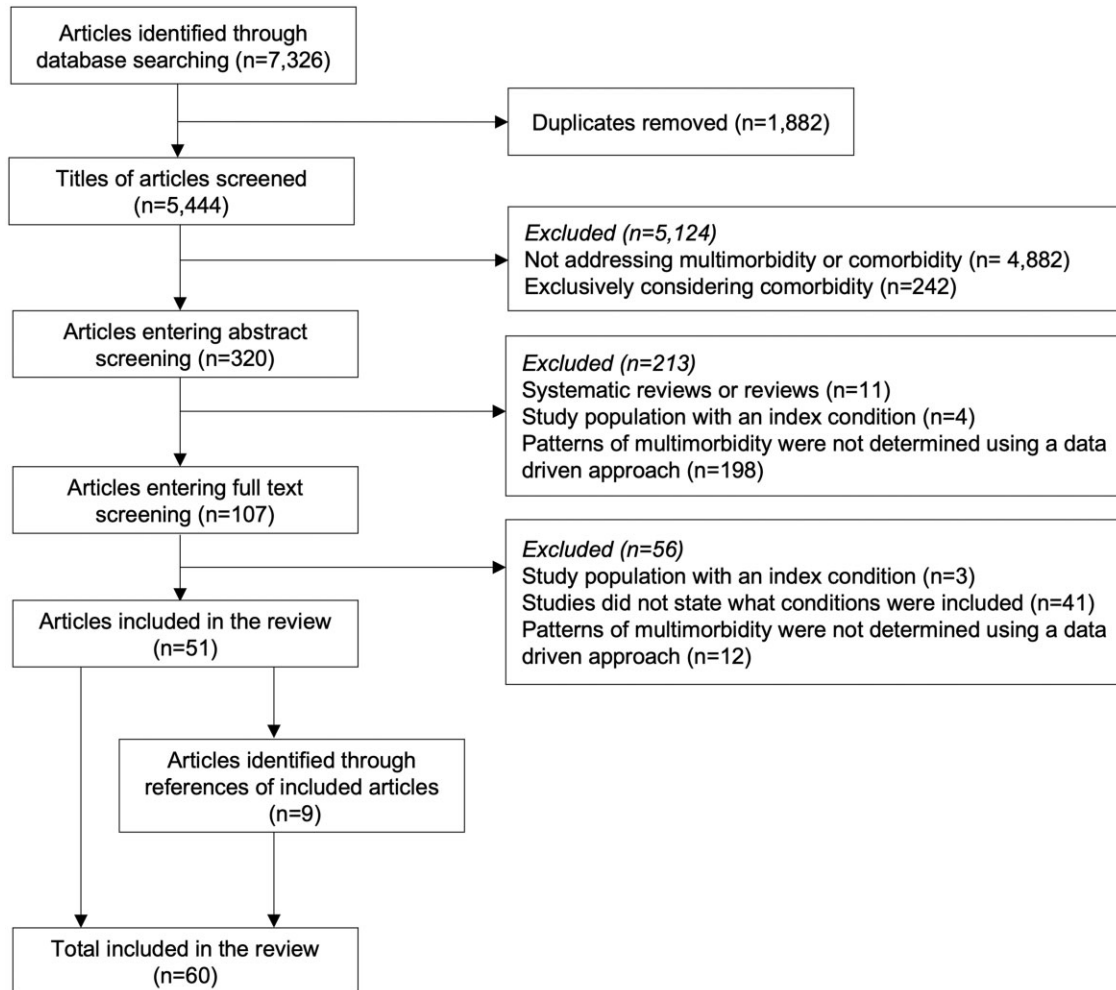 Articles identified through
database searching (n=7,326)
Duplicates removed (n=1,882)
Titles of articles screened
(n=5,444)
Excluded (n=5,124)
Not addressing multimorbidity or comorbidity (n= 4,882)
Exclusively considering comorbidity (n=242)
Articles entering abstract
screening (n=320)
Excluded (n=213)
Systematic reviews or reviews (n=11)
Study population with an index condition (n=4)
Patterns of multimorbidity were not determined using a data
driven approach (n=198)
Articles entering full text
screening (n=107)
Excluded (n=56)
Study population with an index condition (n=3)
Studies did not state what conditions were included (n=41)
Patterns of multimorbidity were not determined using a data
driven approach (n=12)
Articles included in the review
(n=51)
Articles identified through
references of included articles
(n=9)
Total included in the review
(n=60)